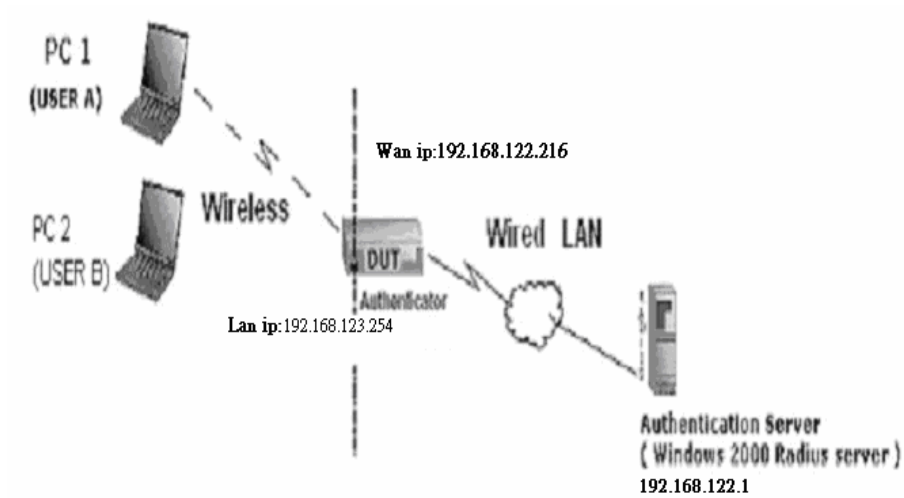 PC 1
(USER A)
Wan ip:192.168.122.216
Wireless
PC 2
(USER B)
Wired LAN
DUT
Authenticator
Lan ip:192.168.123.254
Authentication Server
( Windows 2000 Radius server )
192.168.122.1